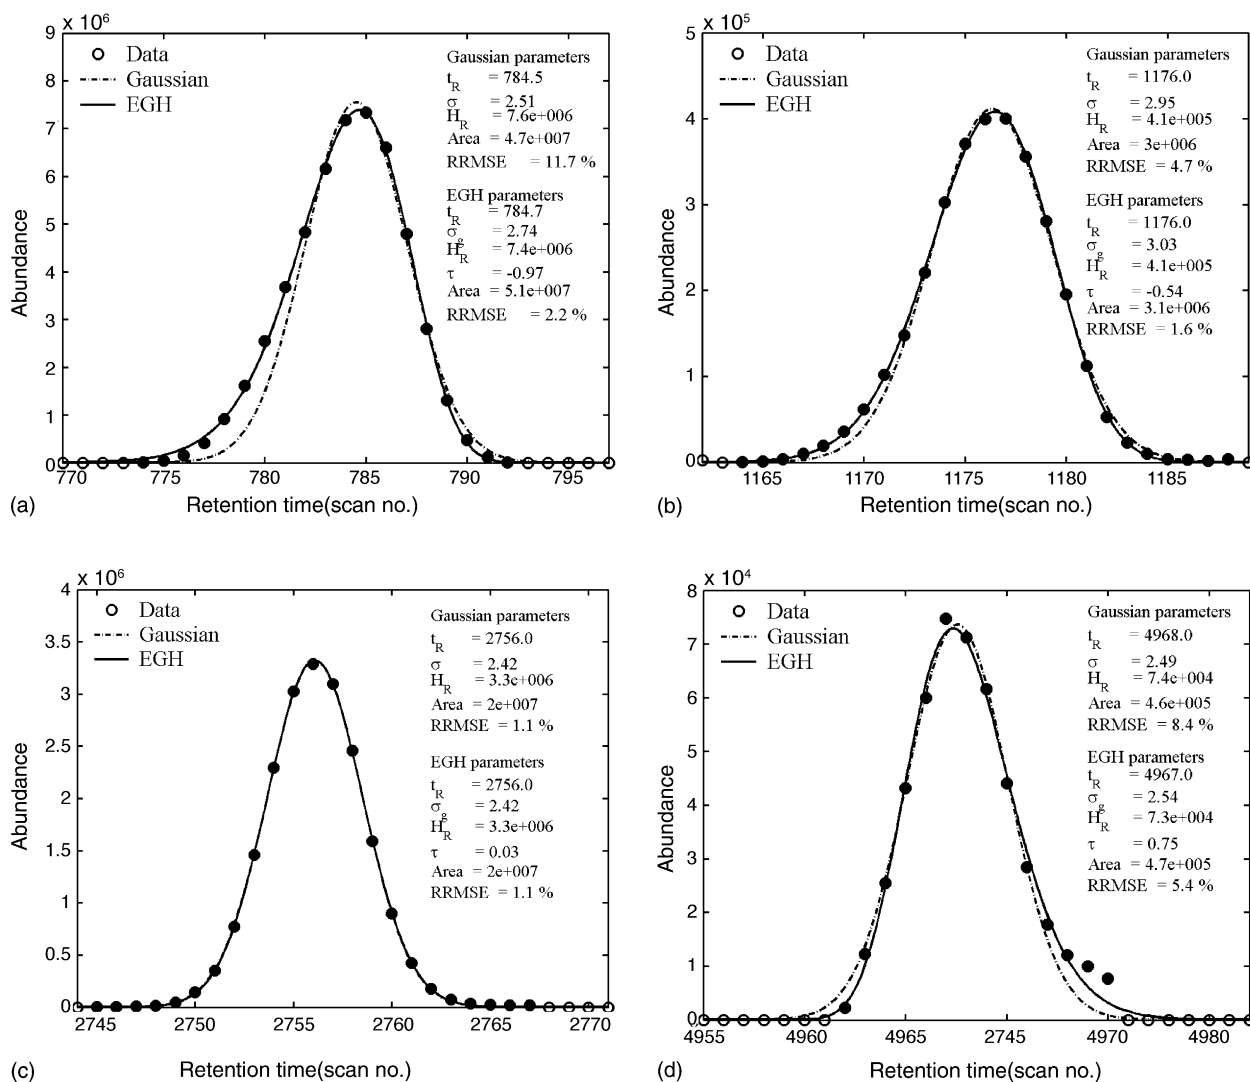 x 10⁶
9
8
7
6
5
4
3
2
1
0
Abundance
Data
Gaussian
EGH
Gaussian parameters
t_R = 784.5
σ = 2.51
H_R = 7.6e+006
Area = 4.7e+007
RRMSE = 11.7 %
EGH parameters
t_R = 784.7
σ_g = 2.74
H_R = 7.4e+006
τ = -0.97
Area = 5.1e+007
RRMSE = 2.2 %
770 775 780 785 790 795
(a) Retention time(scan no.)
x 10⁵
5
4
3
2
1
0
Abundance
Data
Gaussian
EGH
Gaussian parameters
t_R = 1176.0
σ = 2.95
H_R = 4.1e+005
Area = 3e+006
RRMSE = 4.7 %
EGH parameters
t_R = 1176.0
σ_g = 3.03
H_R = 4.1e+005
τ = -0.54
Area = 3.1e+006
RRMSE = 1.6 %
1165 1170 1175 1180 1185
(b) Retention time(scan no.)
x 10⁶
4
3.5
3
2.5
2
1.5
1
0.5
0
Abundance
Data
Gaussian
EGH
Gaussian parameters
t_R = 2756.0
σ = 2.42
H_R = 3.3e+006
Area = 2e+007
RRMSE = 1.1 %
EGH parameters
t_R = 2756.0
σ_g = 2.42
H_R = 3.3e+006
τ = 0.03
Area = 2e+007
RRMSE = 1.1 %
2745 2750 2755 2760 2765 2770
(c) Retention time(scan no.)
x 10⁴
8
7
6
5
4
3
2
1
0
Abundance
Data
Gaussian
EGH
Gaussian parameters
t_R = 4968.0
σ = 2.49
H_R = 7.4e+004
Area = 4.6e+005
RRMSE = 8.4 %
EGH parameters
t_R = 4967.0
σ_g = 2.54
H_R = 7.3e+004
τ = 0.75
Area = 4.7e+005
RRMSE = 5.4 %
4955 4960 4965 2745 4970 4980
(d) Retention time(scan no.)